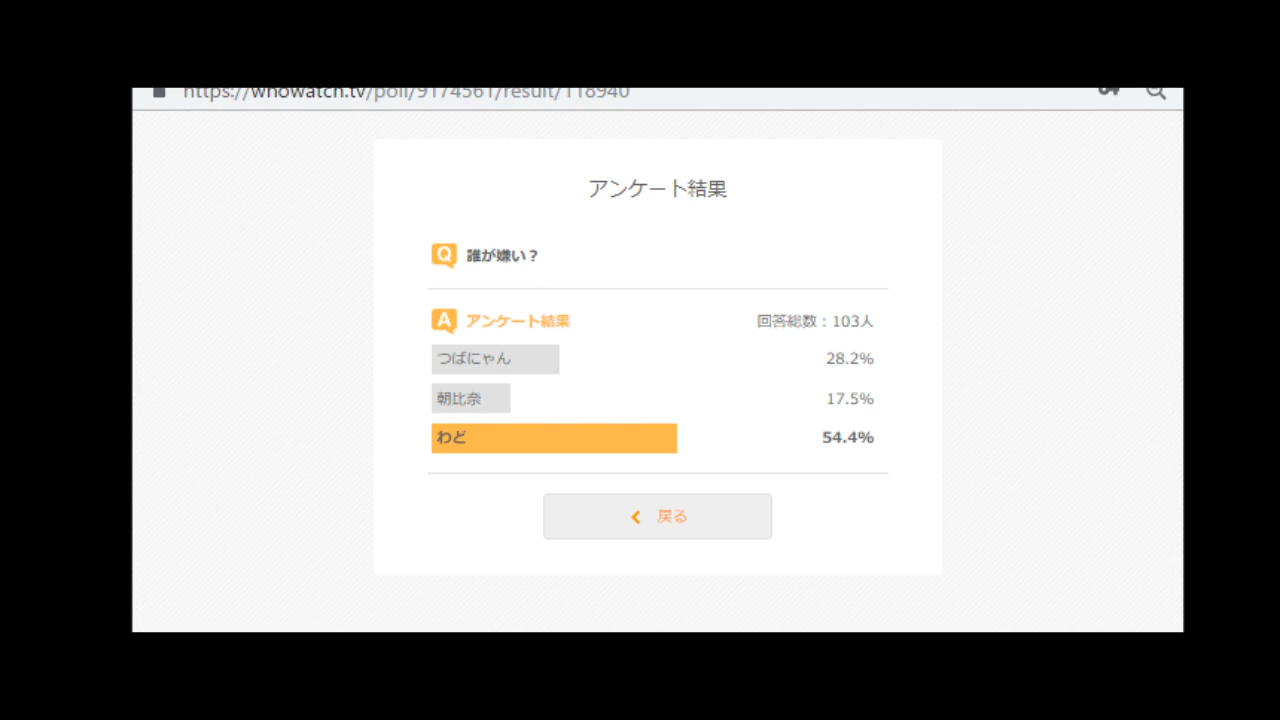 https://whowatch.tv/poll/9174561/result/118940
アンケート結果
Q 誰が嫌い？
A アンケート結果 回答総数：103人
つばにゃん 28.2%
朝比奈 17.5%
わど 54.4%
戻る